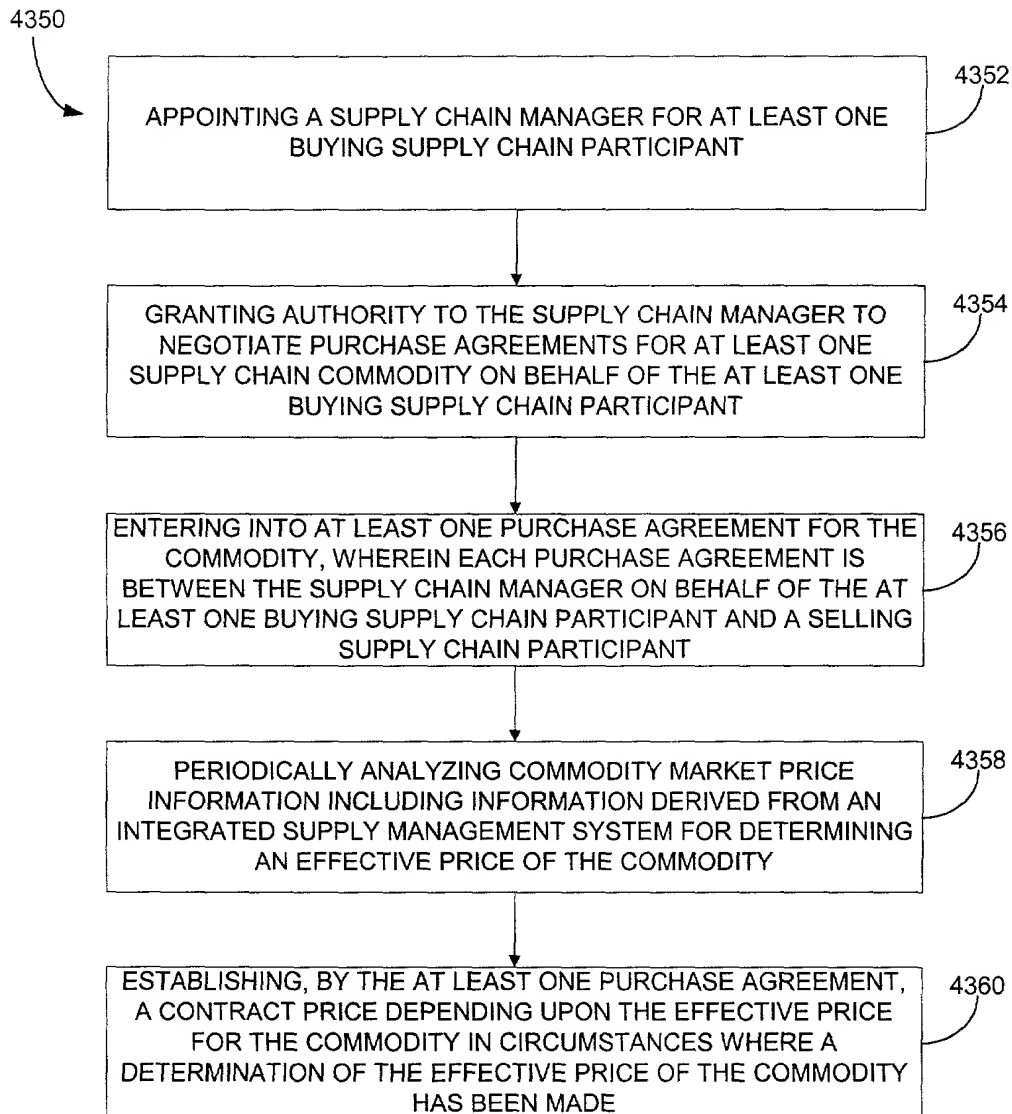 4350
APPOINTING A SUPPLY CHAIN MANAGER FOR AT LEAST ONE
BUYING SUPPLY CHAIN PARTICIPANT
4352
GRANTING AUTHORITY TO THE SUPPLY CHAIN MANAGER TO
NEGOTIATE PURCHASE AGREEMENTS FOR AT LEAST ONE
SUPPLY CHAIN COMMODITY ON BEHALF OF THE AT LEAST ONE
BUYING SUPPLY CHAIN PARTICIPANT
4354
ENTERING INTO AT LEAST ONE PURCHASE AGREEMENT FOR THE
COMMODITY, WHEREIN EACH PURCHASE AGREEMENT IS
BETWEEN THE SUPPLY CHAIN MANAGER ON BEHALF OF THE AT
LEAST ONE BUYING SUPPLY CHAIN PARTICIPANT AND A SELLING
SUPPLY CHAIN PARTICIPANT
4356
PERIODICALLY ANALYZING COMMODITY MARKET PRICE
INFORMATION INCLUDING INFORMATION DERIVED FROM AN
INTEGRATED SUPPLY MANAGEMENT SYSTEM FOR DETERMINING
AN EFFECTIVE PRICE OF THE COMMODITY
4358
ESTABLISHING, BY THE AT LEAST ONE PURCHASE AGREEMENT,
A CONTRACT PRICE DEPENDING UPON THE EFFECTIVE PRICE
FOR THE COMMODITY IN CIRCUMSTANCES WHERE A
DETERMINATION OF THE EFFECTIVE PRICE OF THE COMMODITY
HAS BEEN MADE
4360